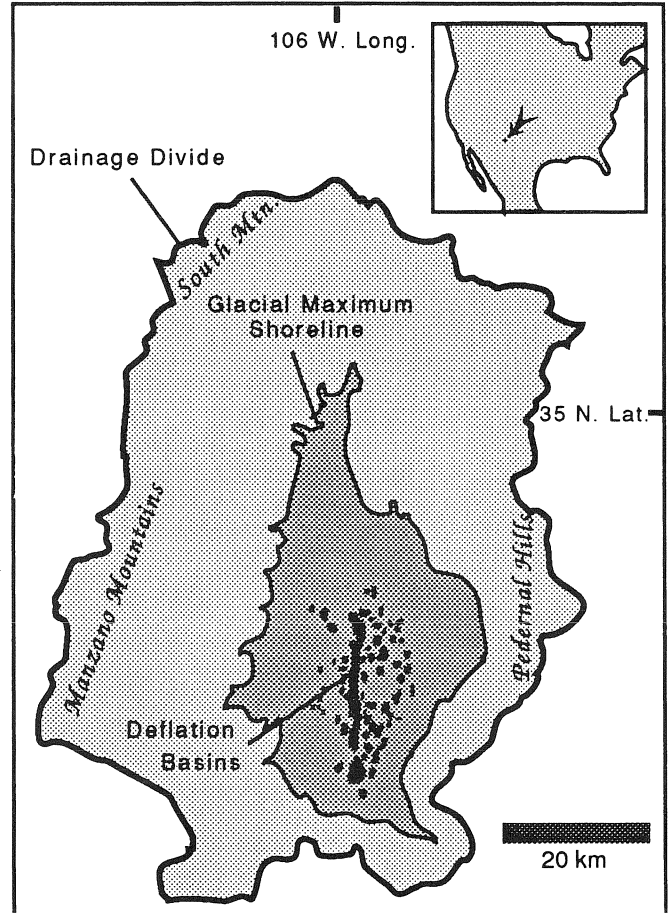 106 W. Long.
Drainage Divide
South Mtn.
Glacial Maximum
Shoreline
35 N. Lat.
Manzano Mountains
Pedernal Hills
Deflation
Basins
20 km